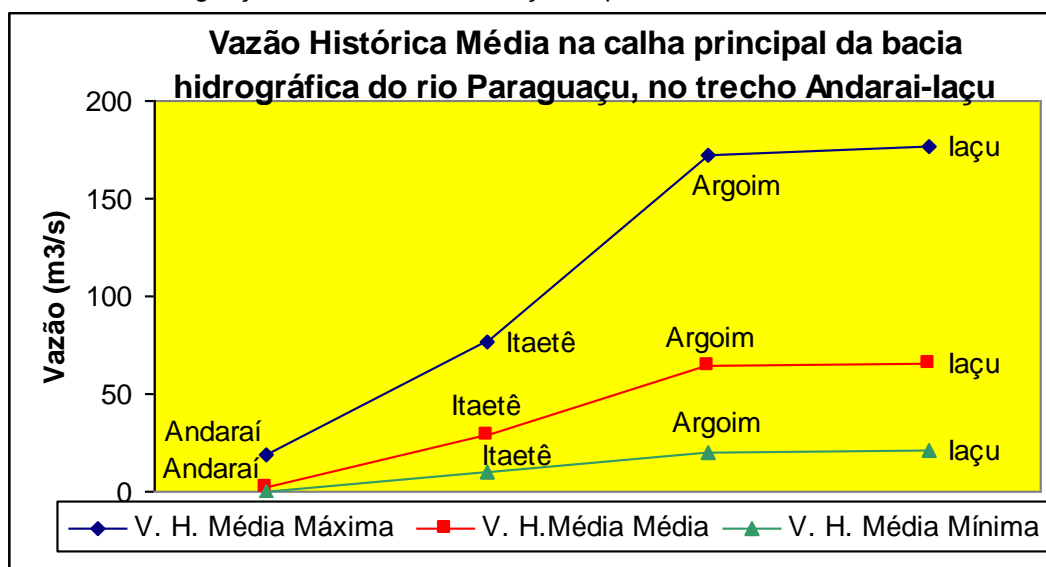 Vazão Histórica Média na calha principal da bacia
hidrográfica do rio Paraguaçu, no trecho Andarai-Iaçu
Vazão (m3/s)
200
150
100
50
0
Iaçu
Argoim
Itaetê
Andaraí
Argoim
Iaçu
Itaetê
Andaraí
Argoim
Iaçu
Itaetê
V. H. Média Máxima
V. H.Média Média
V. H. Média Mínima